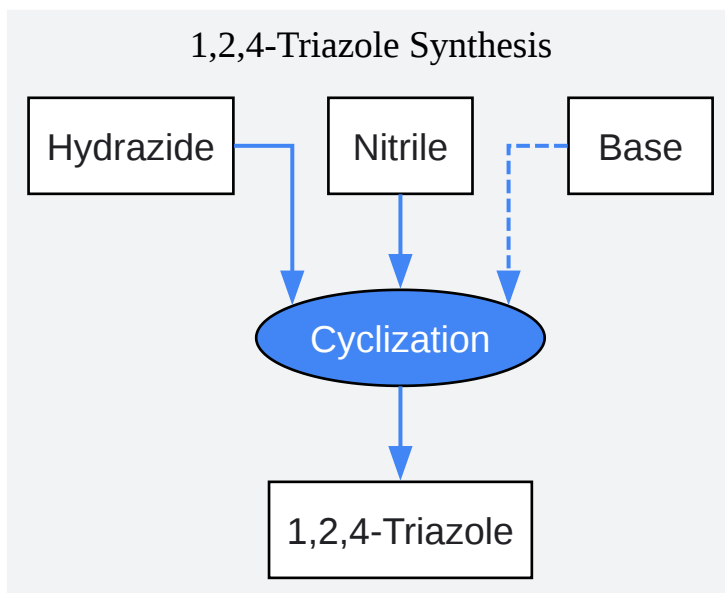 1,2,4-Triazole Synthesis
Hydrazide
Nitrile
Base
Cyclization
1,2,4-Triazole